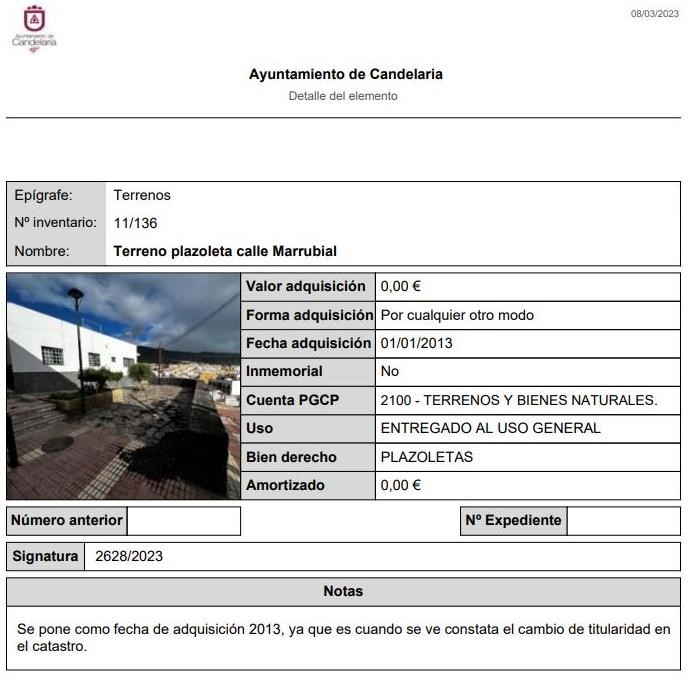 08/03/2023
Ayuntamiento de
Candelaria
Ayuntamiento de Candelaria
Detalle del elemento
Epígrafe: Terrenos
Nº inventario: 11/136
Nombre: Terreno plazoleta calle Marrubial
Valor adquisición 0,00 €
Forma adquisición Por cualquier otro modo
Fecha adquisición 01/01/2013
Inmemorial No
Cuenta PGCP 2100 - TERRENOS Y BIENES NATURALES.
Uso ENTREGADO AL USO GENERAL
Bien derecho PLAZOLETAS
Amortizado 0,00 €
Número anterior Nº Expediente
Signatura 2628/2023
Notas
Se pone como fecha de adquisición 2013, ya que es cuando se ve constata el cambio de titularidad en
el catastro.